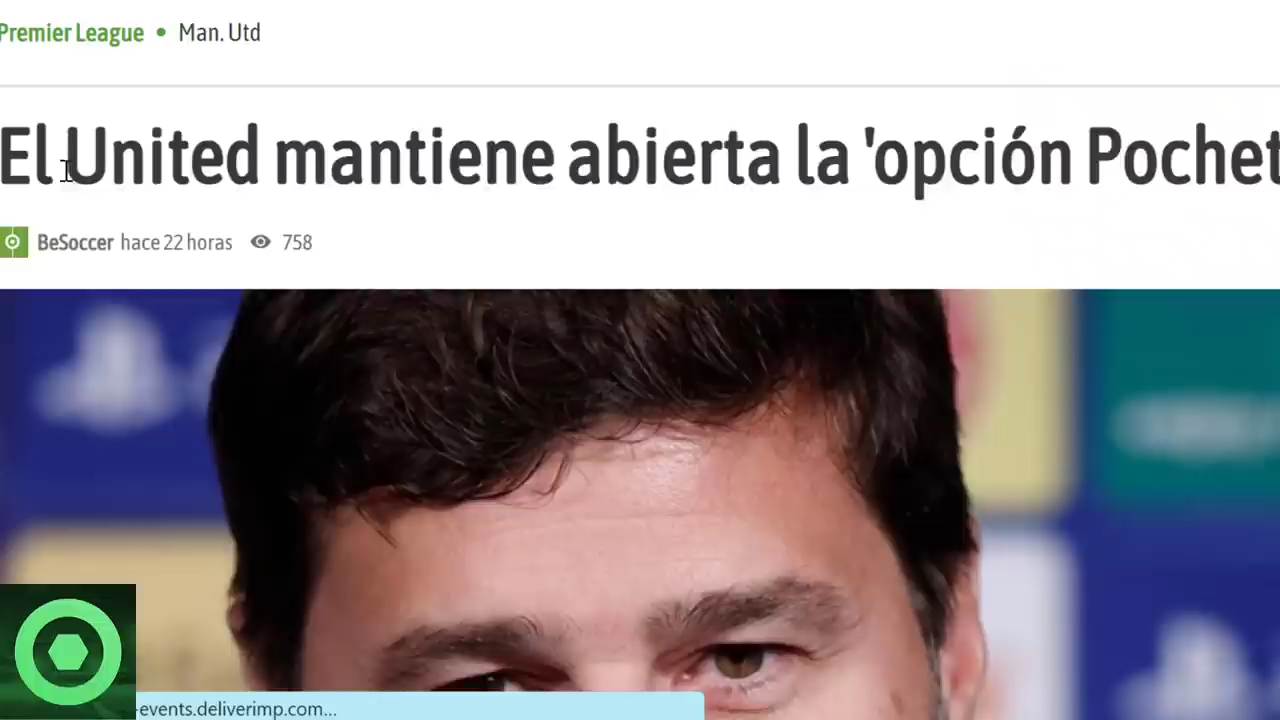 Premier League • Man. Utd
El United mantiene abierta la 'opción Pochet
BeSoccer hace 22 horas 758
-events.deliverimp.com...